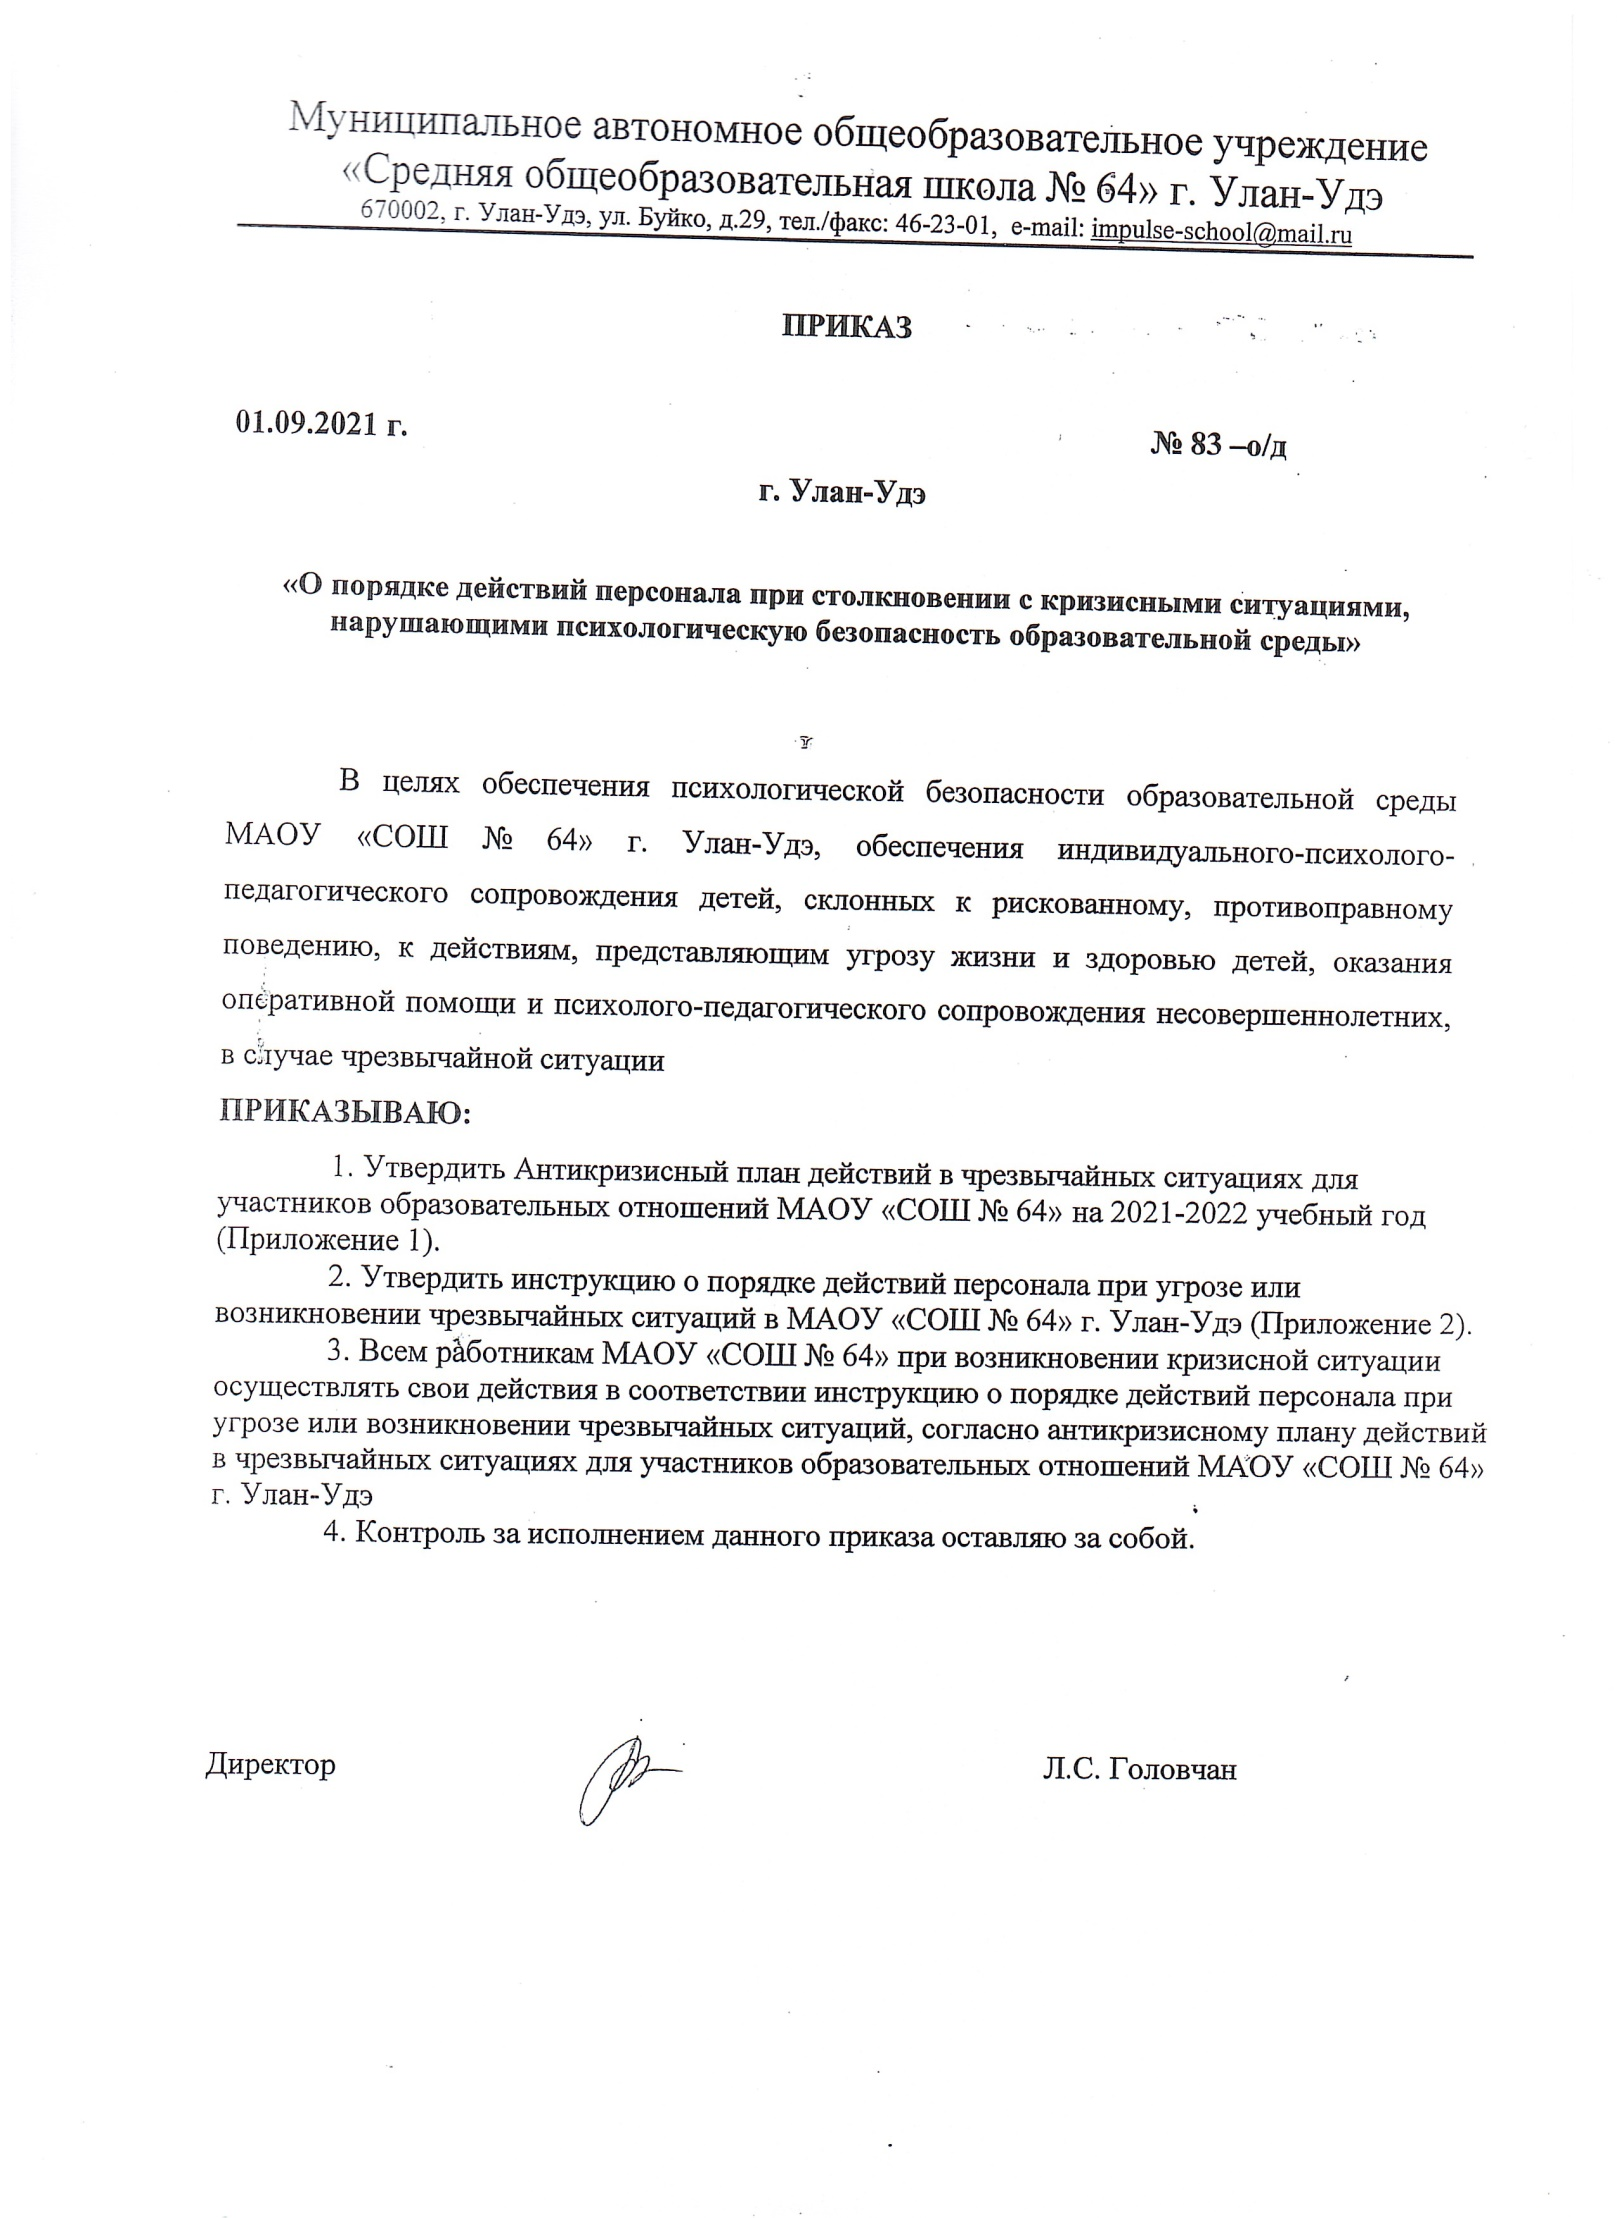 Муниципальное автономное общеобразовательное учреждение
«Средняя общеобразовательная школа № 64» г. Улан-Удэ
670002, г. Улан-Удэ, ул. Буйко, д.29, тел./факс: 46-23-01, e-mail: impulse-school@mail.ru
ПРИКАЗ
01.09.2021 г.
№ 83 –о/д
г. Улан-Удэ
«О порядке действий персонала при столкновении с кризисными ситуациями,
нарушающими психологическую безопасность образовательной среды»
В целях обеспечения психологической безопасности образовательной среды
МАОУ «СОШ № 64» г. Улан-Удэ, обеспечения индивидуального-психолого-
педагогического сопровождения детей, склонных к рискованному, противоправному
поведению, к действиям, представляющим угрозу жизни и здоровью детей, оказания
оперативной помощи и психолого-педагогического сопровождения несовершеннолетних,
в случае чрезвычайной ситуации
ПРИКАЗЫВАЮ:
1. Утвердить Антикризисный план действий в чрезвычайных ситуациях для
участников образовательных отношений МАОУ «СОШ № 64» на 2021-2022 учебный год
(Приложение 1).
2. Утвердить инструкцию о порядке действий персонала при угрозе или
возникновении чрезвычайных ситуаций в МАОУ «СОШ № 64» г. Улан-Удэ (Приложение 2).
3. Всем работникам МАОУ «СОШ № 64» при возникновении кризисной ситуации
осуществлять свои действия в соответствии инструкцию о порядке действий персонала при
угрозе или возникновении чрезвычайных ситуаций, согласно антикризисному плану действий
в чрезвычайных ситуациях для участников образовательных отношений МАОУ «СОШ № 64»
г. Улан-Удэ
4. Контроль за исполнением данного приказа оставляю за собой.
Директор
Л.С. Головчан